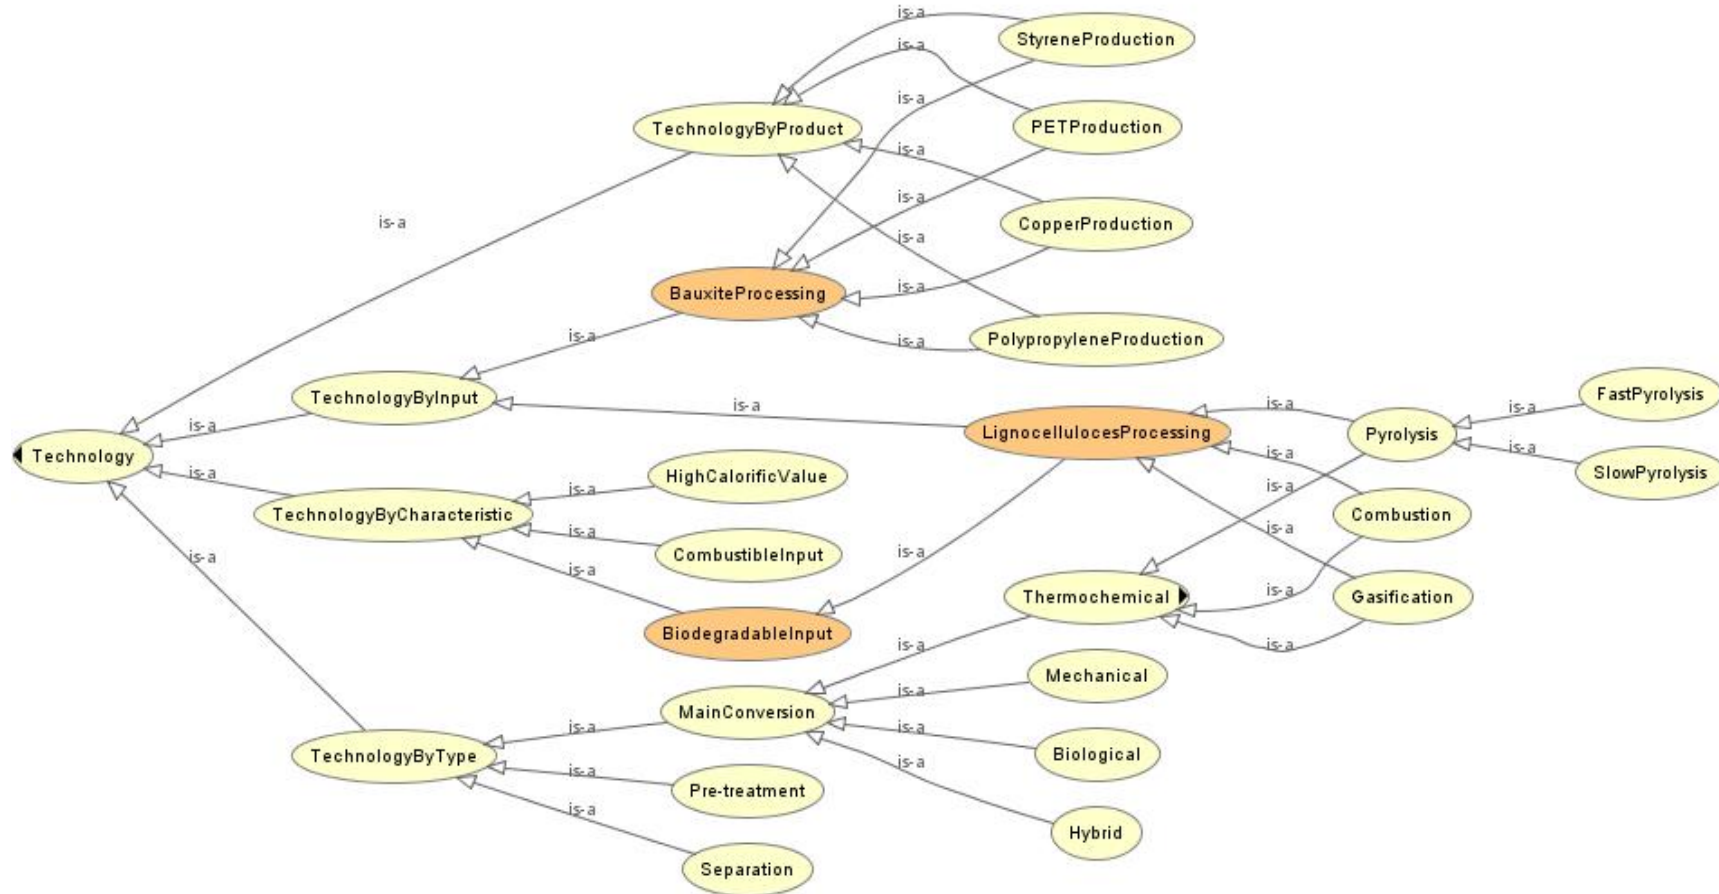 is-a
StyreneProduction
is-a
is-a
TechnologyByProduct
PETProduction
is-a
is-a
is-a
CopperProduction
is-a
is-a
BauxiteProcessing
is-a
is-a
PolypropyleneProduction
is-a
TechnologyByInput
is-a
is-a
FastPyrolysis
is-a
is-a
LignocellulocesProcessing
Pyrolysis
is-a
Technology
is-a
is-a
SlowPyrolysis
is-a
HighCalorificValue
is-a
is-a
TechnologyByCharacteristic
Combustion
is-a
is-a
CombustibleInput
is-a
is-a
is-a
Thermochemical
is-a
Gasification
BiodegradableInput
is-a
is-a
Mechanical
is-a
MainConversion
is-a
is-a
TechnologyByType
Biological
is-a
is-a
Pre-treatment
is-a
Hybrid
Separation